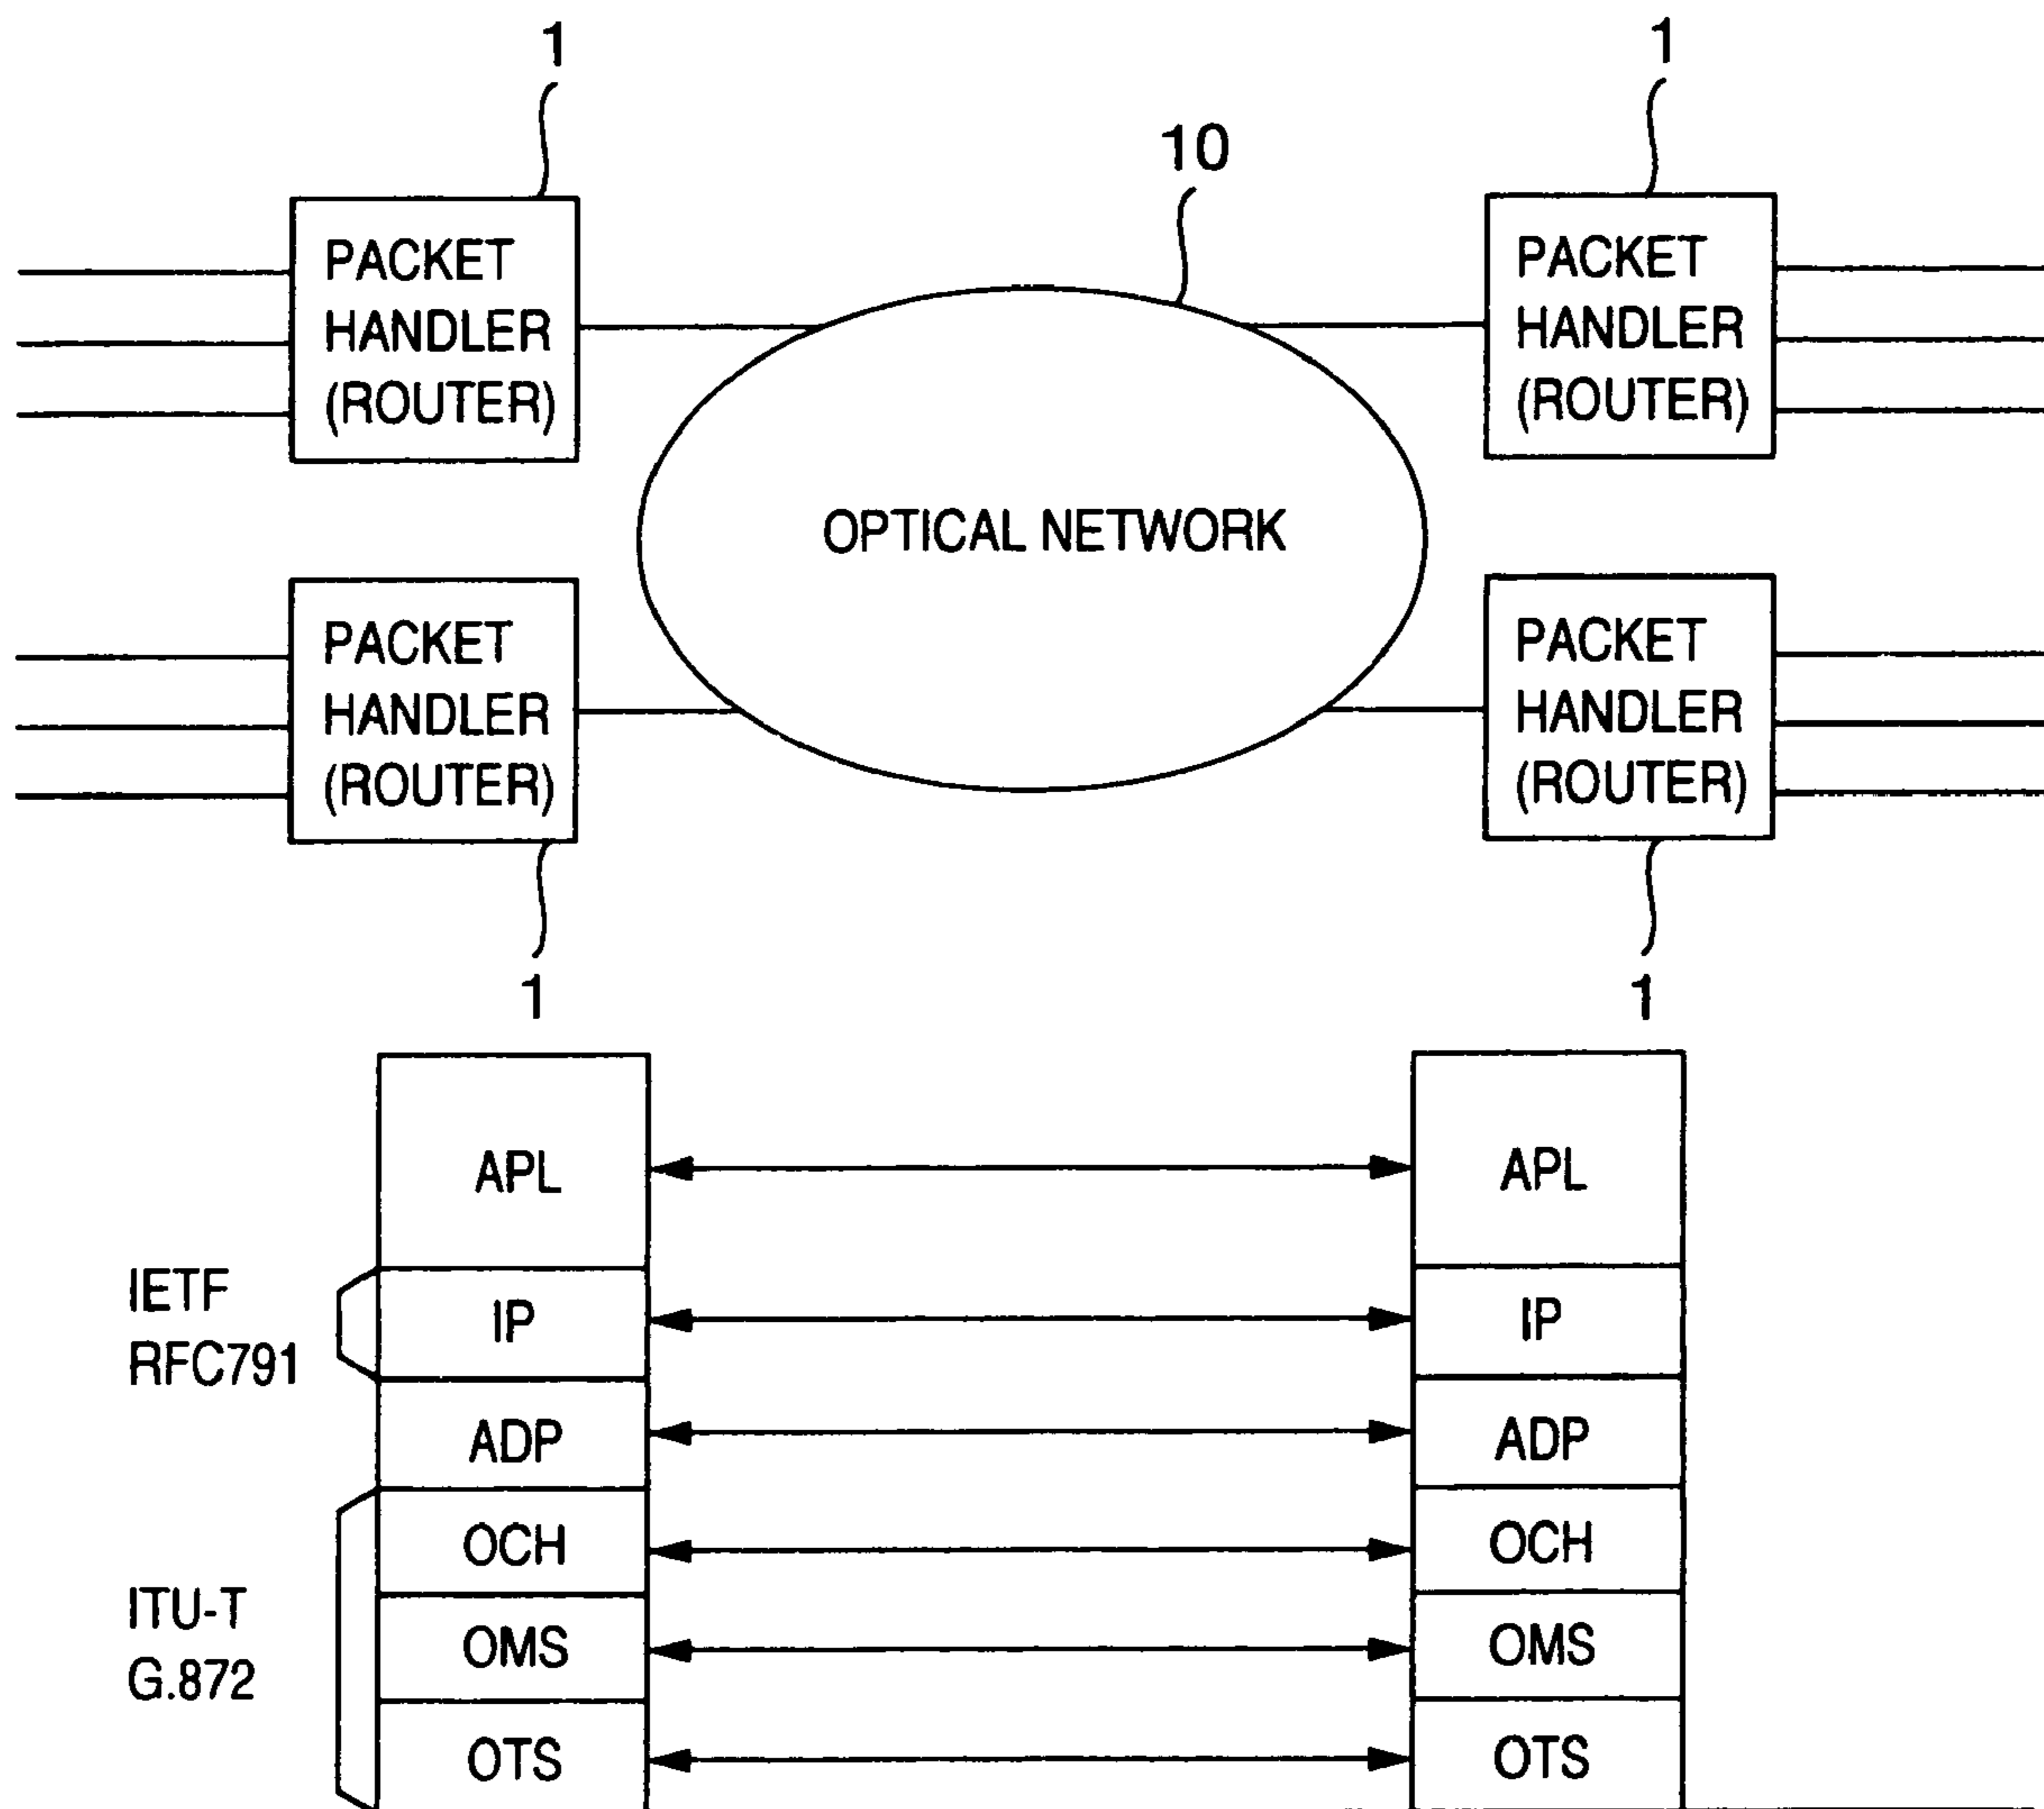 1
1
10
PACKET
HANDLER
(ROUTER)
PACKET
HANDLER
(ROUTER)
OPTICAL NETWORK
PACKET
HANDLER
(ROUTER)
PACKET
HANDLER
(ROUTER)
1
1
APL
APL
IETF
RFC791
IP
IP
ADP
ADP
OCH
OCH
ITU-T
G.872
OMS
OMS
OTS
OTS